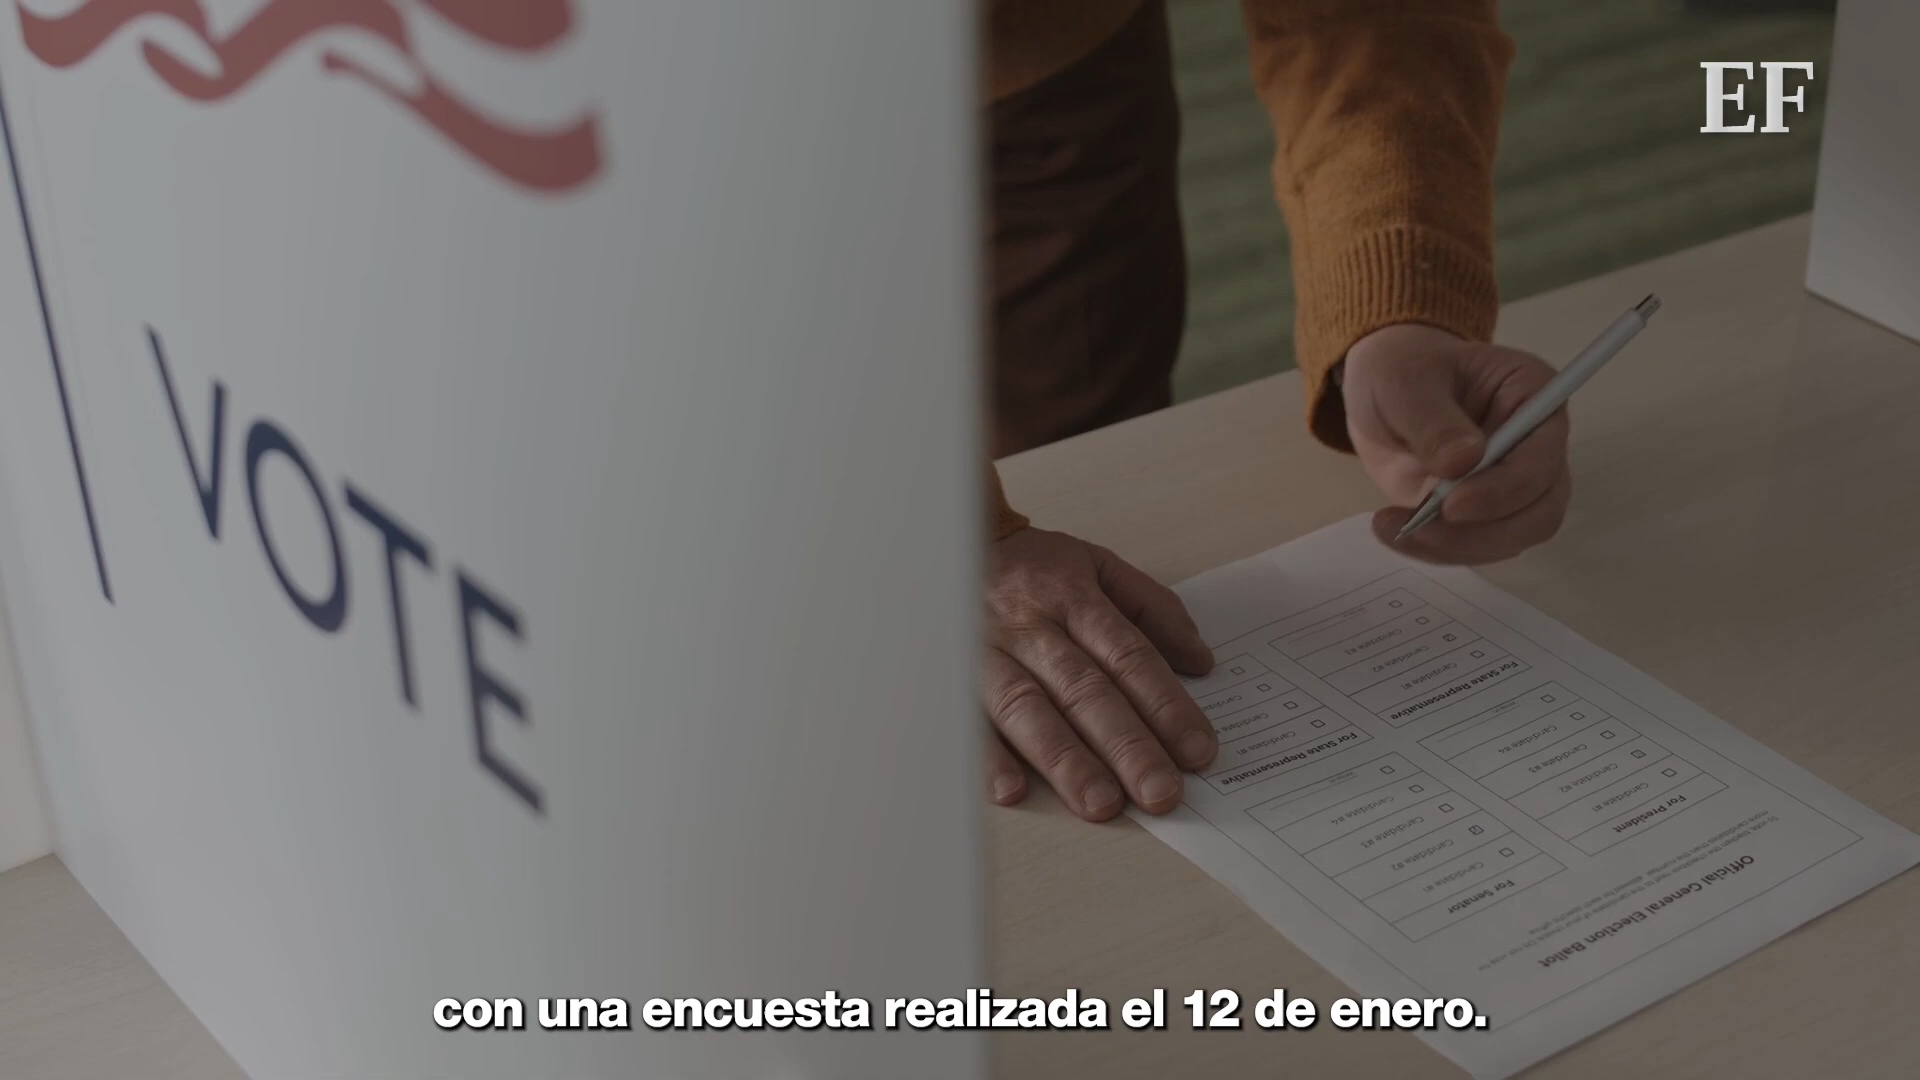 EF
VOTE
Official General Election Ballot
For President
Candidate #1
Candidate #2
Candidate #3
Candidate #4
For Senator
Candidate #1
Candidate #2
Candidate #3
Candidate #4
For State Representative
Candidate #1
Candidate #2
Candidate #3
For State Representative
Candidate #1
con una encuesta realizada el 12 de enero.